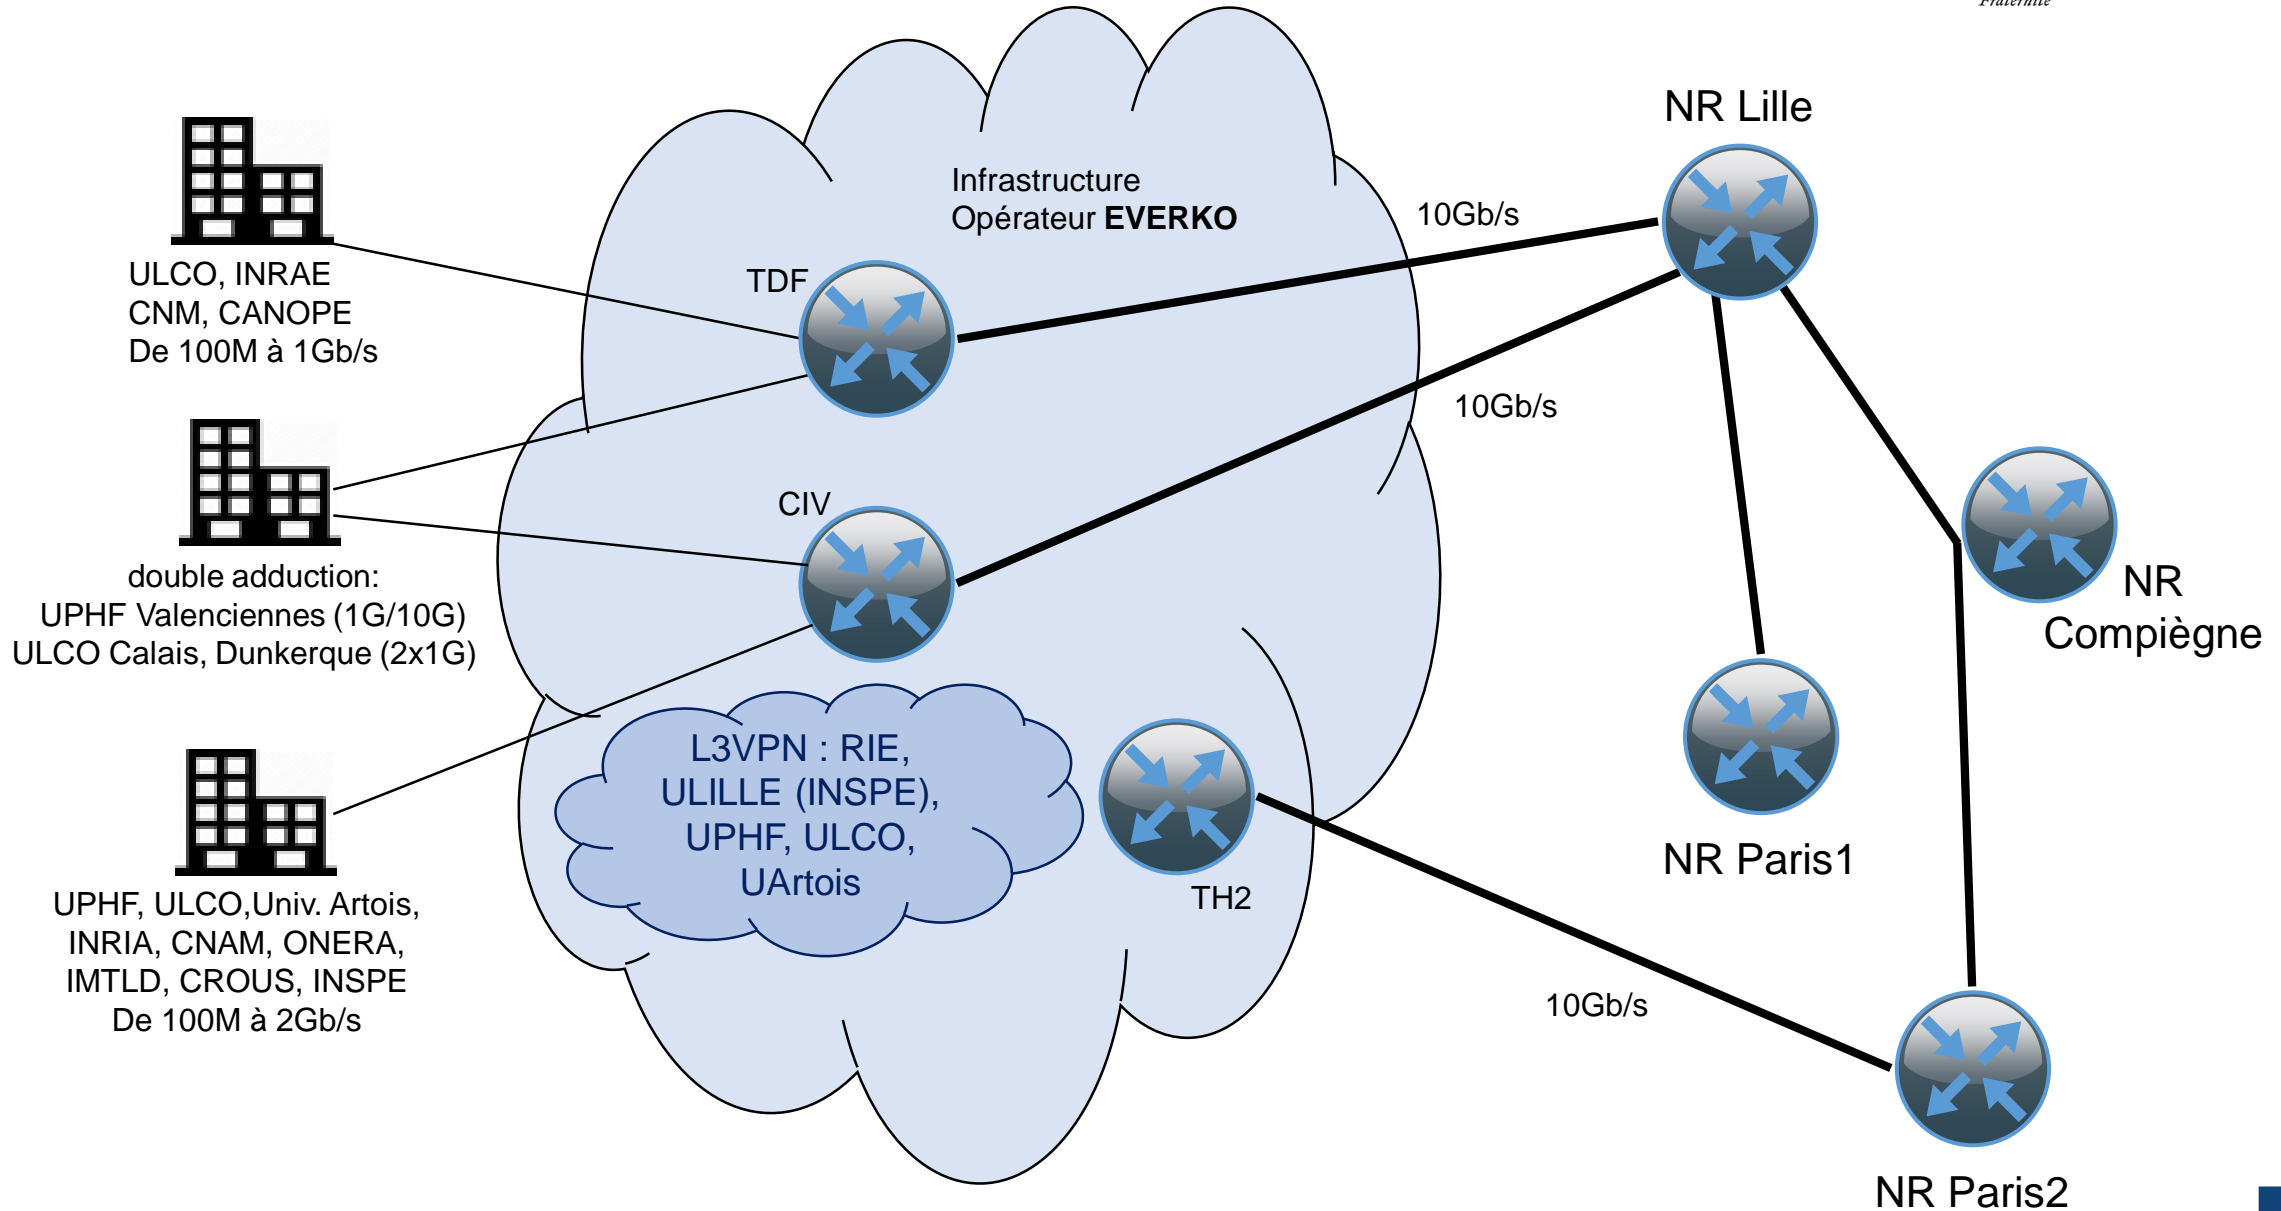 Fraternité
NR Lille
Infrastructure
Opérateur EVERKO
10Gb/s
TDF
ULCO, INRAE
CNM, CANOPE
De 100M à 1Gb/s
10Gb/s
CIV
double adduction:
UPHF Valenciennes (1G/10G)
ULCO Calais, Dunkerque (2x1G)
NR
Compiègne
L3VPN : RIE,
ULILLE (INSPE),
UPHF, ULCO,
UArtois
NR Paris1
TH2
UPHF, ULCO,Univ. Artois,
INRIA, CNAM, ONERA,
IMTLD, CROUS, INSPE
De 100M à 2Gb/s
10Gb/s
NR Paris2